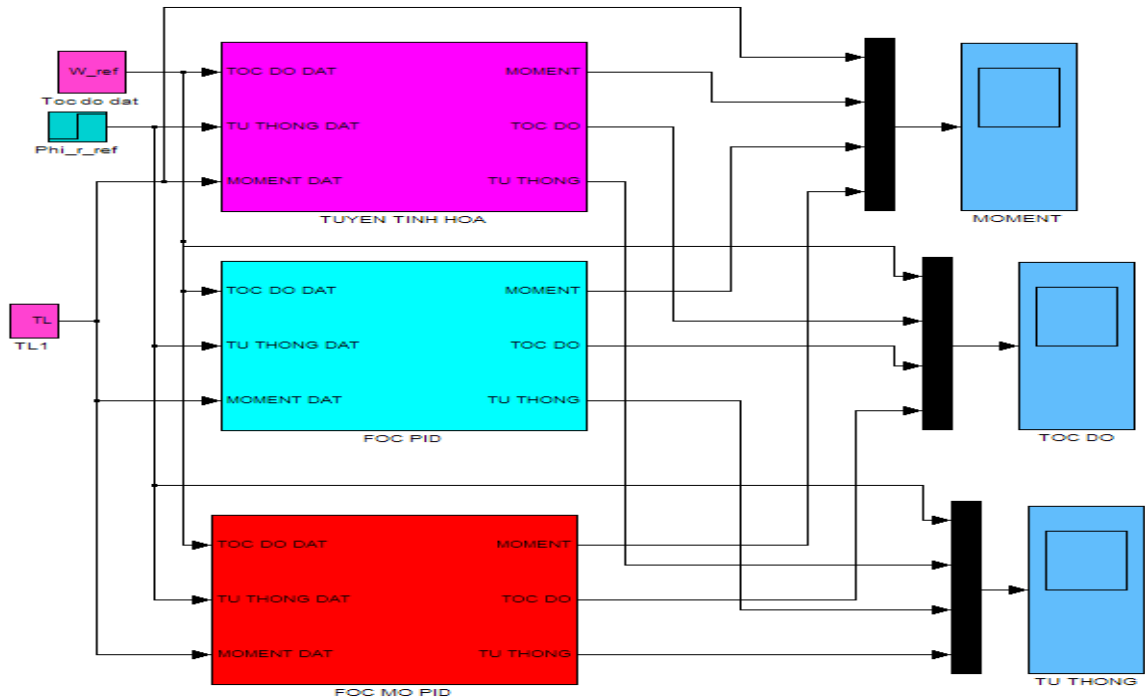 W_ref
Toc do dat
Phi_r_ref
TL
TL1
TOC DO DAT
TU THONG DAT
MOMENT DAT
MOMENT
TOC DO
TU THONG
TUYEN TINH HOA
TOC DO DAT
TU THONG DAT
MOMENT DAT
MOMENT
TOC DO
TU THONG
FOC PID
TOC DO DAT
TU THONG DAT
MOMENT DAT
MOMENT
TOC DO
TU THONG
FOC MO PID
MOMENT
TOC DO
TU THONG